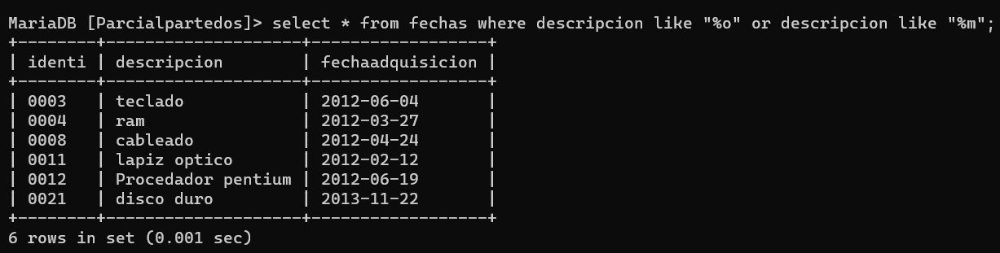 MariaDB [Parcialpartedos]> select * from fechas where descripcion like "%o" or descripcion like "%m";
+--------+--------------------+------------------+
| identi | descripcion        | fechaadquisicion |
+--------+--------------------+------------------+
| 0003   | teclado            | 2012-06-04       |
| 0004   | ram                | 2012-03-27       |
| 0008   | cableado           | 2012-04-24       |
| 0011   | lapiz optico       | 2012-02-12       |
| 0012   | Procedador pentium | 2012-06-19       |
| 0021   | disco duro         | 2013-11-22       |
+--------+--------------------+------------------+
6 rows in set (0.001 sec)